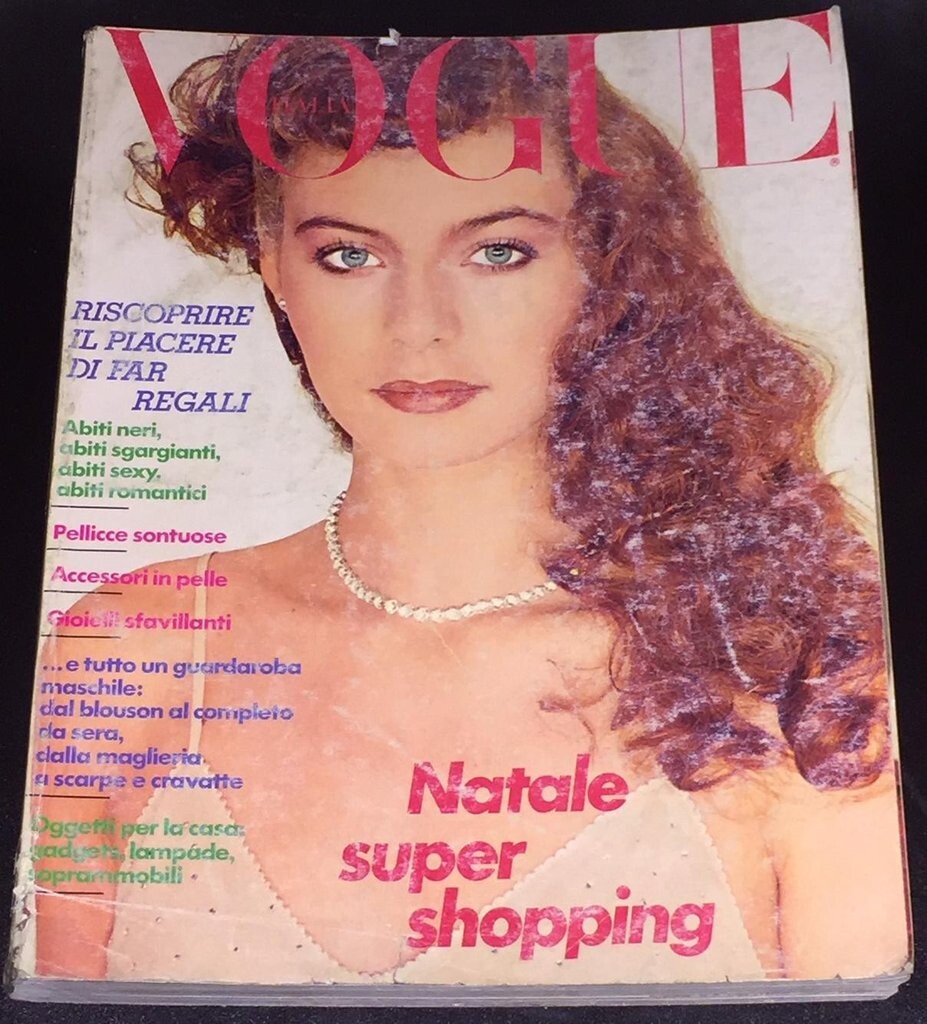 VOGUE
ITALIA
®
RISCOPRIRE
IL PIACERE
DI FAR
REGALI
Abiti neri,
abiti sgargianti,
abiti sexy,
abiti romantici
Pellicce sontuose
Accessori in pelle
Gioielli sfavillanti
...e tutto un guardaroba
maschile:
dal blouson al completo
da sera,
dalla maglieria
a scarpe e cravatte
Oggetti per la casa:
gadgets, lampade,
soprammobili
Natale
super
shopping